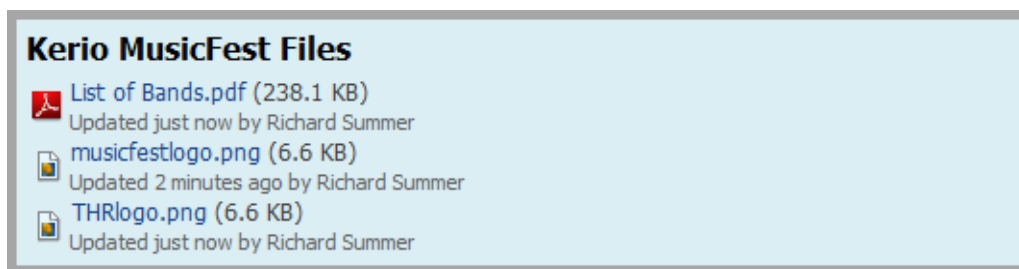 Kerio MusicFest Files
List of Bands.pdf (238.1 KB)
Updated just now by Richard Summer
musicfestlogo.png (6.6 KB)
Updated 2 minutes ago by Richard Summer
THRlogo.png (6.6 KB)
Updated just now by Richard Summer